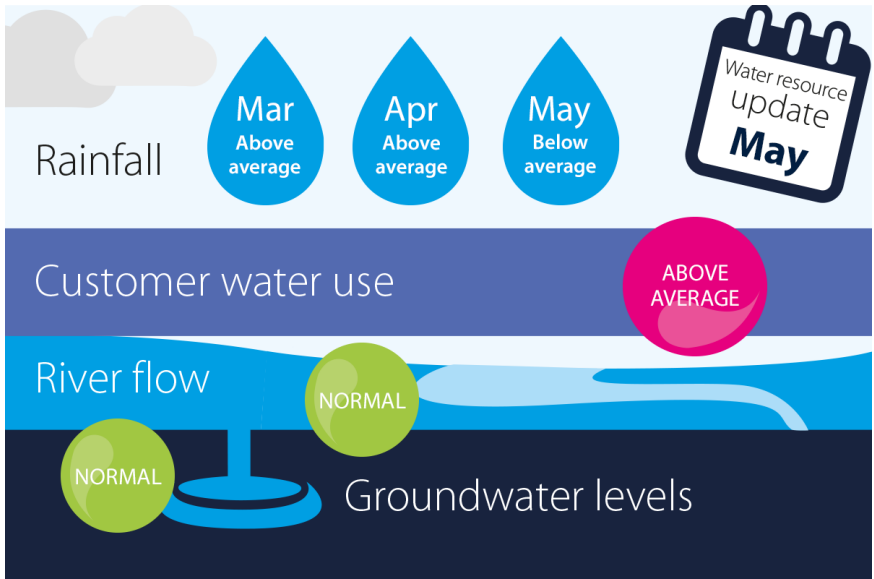 Water resource
update
May
Rainfall
Mar
Above
average
Apr
Above
average
May
Below
average
Customer water use
ABOVE
AVERAGE
River flow
NORMAL
NORMAL
Groundwater levels